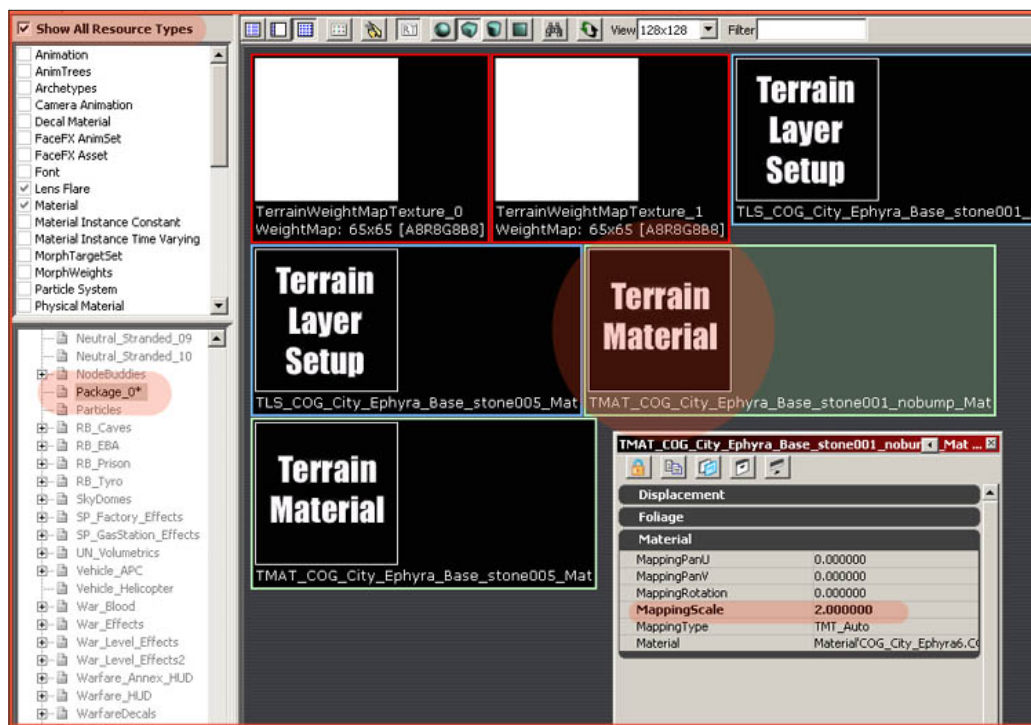 Show All Resource Types
View 128x128 Filter
Animation
AnimTrees
Archetypes
Camera Animation
Decal Material
FaceFX AnimSet
FaceFX Asset
Font
Lens Flare
Material
Material Instance Constant
Material Instance Time Varying
MorphTargetSet
MorphWeights
Particle System
Physical Material
Neutral_Stranded_09
Neutral_Stranded_10
NodeBuddies
Package_0*
Particles
RB_Caves
RB_EBA
RB_Prison
RB_Tyro
SkyDomes
SP_Factory_Effects
SP_GasStation_Effects
UN_Volumetrics
Vehicle_APC
Vehicle_Helicopter
War_Blood
War_Effects
War_Level_Effects
War_Level_Effects2
Warfare_Annex_HUD
Warfare_HUD
WarfareDecals
TerrainWeightMapTexture_0
WeightMap: 65x65 [A8R8G8B8]
TerrainWeightMapTexture_1
WeightMap: 65x65 [A8R8G8B8]
Terrain
Layer
Setup
TLS_COG_City_Ephyra_Base_stone001_
Terrain
Layer
Setup
TLS_COG_City_Ephyra_Base_stone005_Mat
Terrain
Material
TMAT_COG_City_Ephyra_Base_stone001_nobump_Mat
Terrain
Material
TMAT_COG_City_Ephyra_Base_stone005_Mat
TMAT_COG_City_Ephyra_Base_stone001_nobur _Mat ...
Displacement
Foliage
Material
MappingPanU 0.000000
MappingPanV 0.000000
MappingRotation 0.000000
MappingScale 2.000000
MappingType TMT_Auto
Material Material'COG_City_Ephyra6.CO